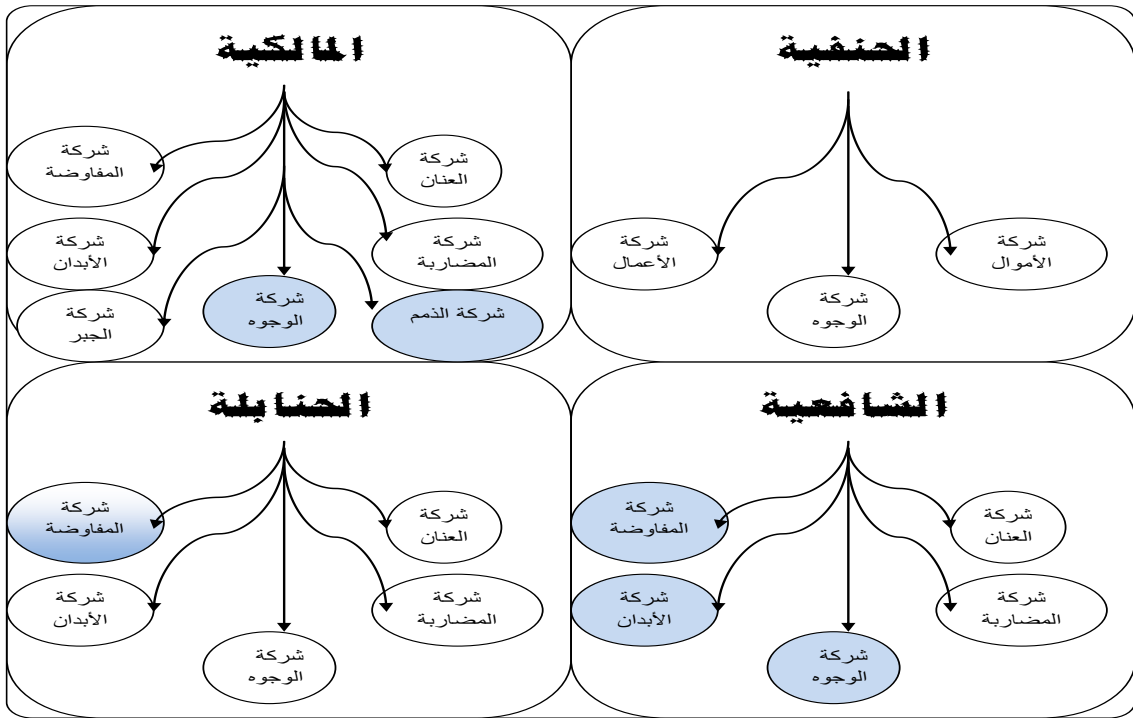 الحنفية
شركة
الأموال
شركة
الوجوه
شركة
الأعمال
المالكية
شركة
العنان
شركة
المضاربة
شركة الذمم
شركة
الوجوه
شركة
المفاوضة
شركة
الأبدان
شركة
الجبر
الشافعية
شركة
العنان
شركة
المضاربة
شركة
الوجوه
شركة
المفاوضة
شركة
الأبدان
الحنابلة
شركة
العنان
شركة
المضاربة
شركة
الوجوه
شركة
المفاوضة
شركة
الأبدان